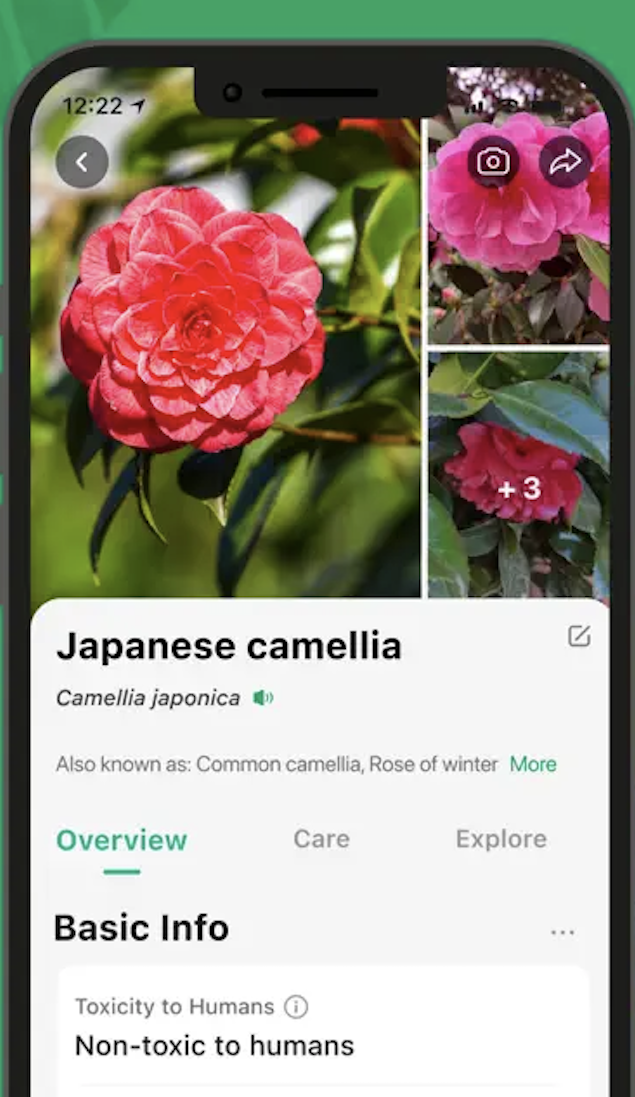 12:22
+3
Japanese camellia
Camellia japonica
Also known as: Common camellia, Rose of winter More
Overview Care Explore
Basic Info
Toxicity to Humans
Non-toxic to humans